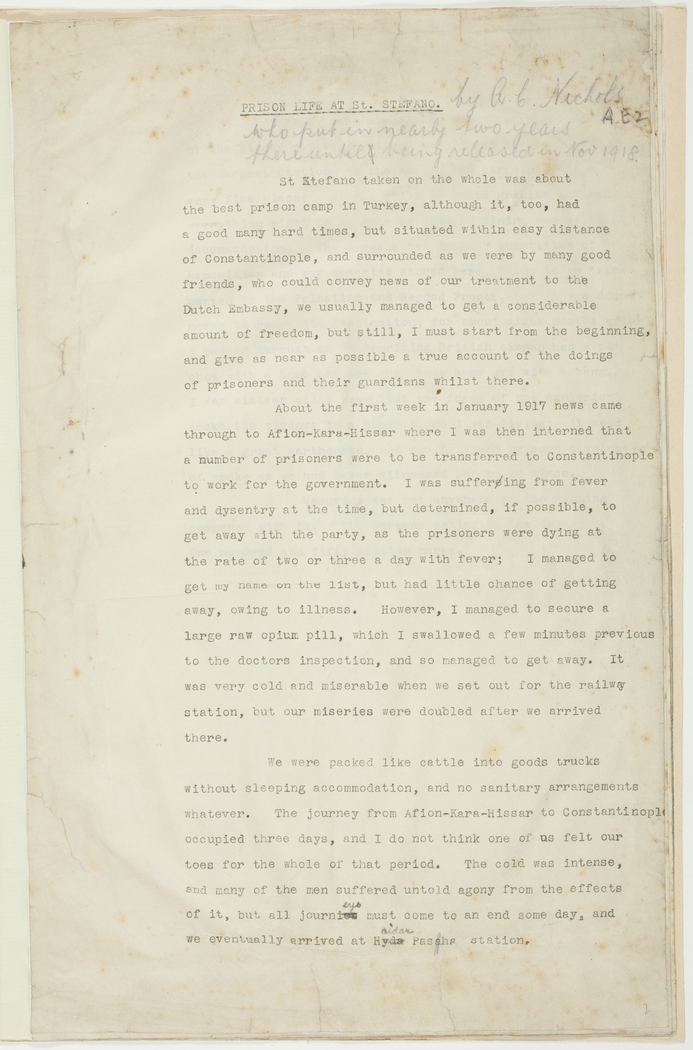 PRISON LIFE AT St. STEFANO. by A. C. Nichols
A.E.2
who put in nearly two years
there until being released in Nov 1918.
St Stefano taken on the whole was about
the best prison camp in Turkey, although it, too, had
a good many hard times, but situated within easy distance
of Constantinople, and surrounded as we were by many good
friends, who could convey news of our treatment to the
Dutch Embassy, we usually managed to get a considerable
amount of freedom, but still, I must start from the beginning,
and give as near as possible a true account of the doings
of prisoners and their guardians whilst there.
About the first week in January 1917 news came
through to Afion-Kara-Hissar where I was then interned that
a number of prisoners were to be transferred to Constantinople
to work for the government. I was suffering from fever
and dysentry at the time, but determined, if possible, to
get away with the party, as the prisoners were dying at
the rate of two or three a day with fever; I managed to
get my name on the list, but had little chance of getting
away, owing to illness. However, I managed to secure a
large raw opium pill, which I swallowed a few minutes previous
to the doctors inspection, and so managed to get away. It
was very cold and miserable when we set out for the railway
station, but our miseries were doubled after we arrived
there.
We were packed like cattle into goods trucks
without sleeping accommodation, and no sanitary arrangements
whatever. The journey from Afion-Kara-Hissar to Constantinople
occupied three days, and I do not think one of us felt our
toes for the whole of that period. The cold was intense,
and many of the men suffered untold agony from the effects
of it, but all journeys must come to an end some day, and
we eventually arrived at Haidar Pasha station.
2